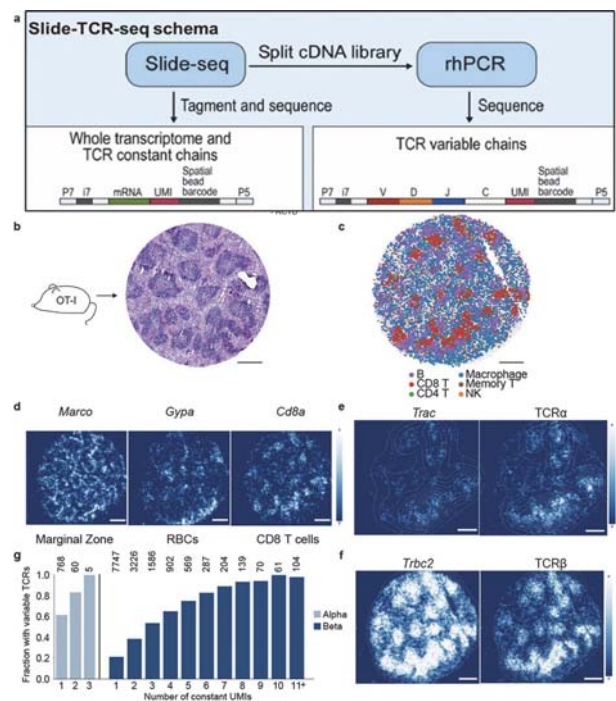 a
Slide-TCR-seq schema
Slide-seq
Split cDNA library
rhPCR
Tagment and sequence
Sequence
Whole transcriptome and
TCR constant chains
TCR variable chains
Spatial
bead
barcode
P7 i7 mRNA UMI P5
Spatial
bead
barcode
P7 i7 V D J C UMI P5
b
OT-I
c
B
CD8 T
CD4 T
Macrophage
Memory T
NK
d
Marco Gypa Cd8a
Marginal Zone RBCs CD8 T cells
e
Trac TCRα
f
Trbc2 TCRβ
g
768 60 5 7747 3226 1586 902 569 287 204 139 70 61 104
Fraction with variable TCRs
1.0
0.8
0.6
0.4
0.2
0.0
Alpha
Beta
1 2 3 1 2 3 4 5 6 7 8 9 10 11+
Number of constant UMIs